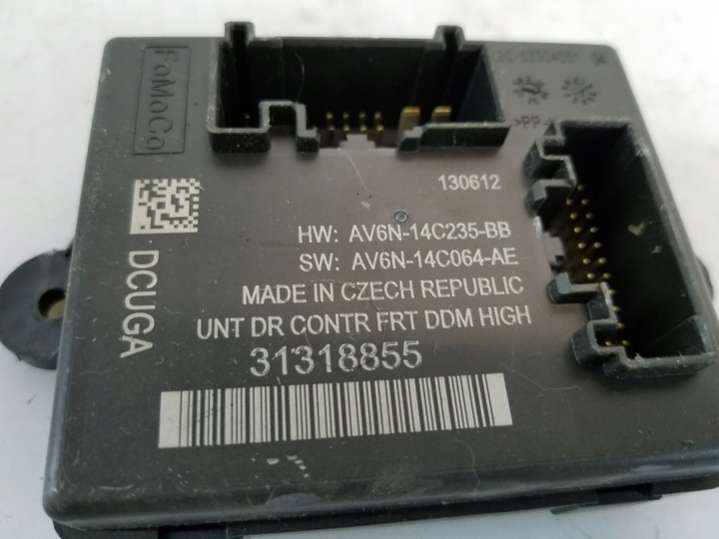 FoMoCo
>PP
130612
HW: AV6N-14C235-BB
SW: AV6N-14C064-AE
MADE IN CZECH REPUBLIC
UNT DR CONTR FRT DDM HIGH
31318855
DCUGA